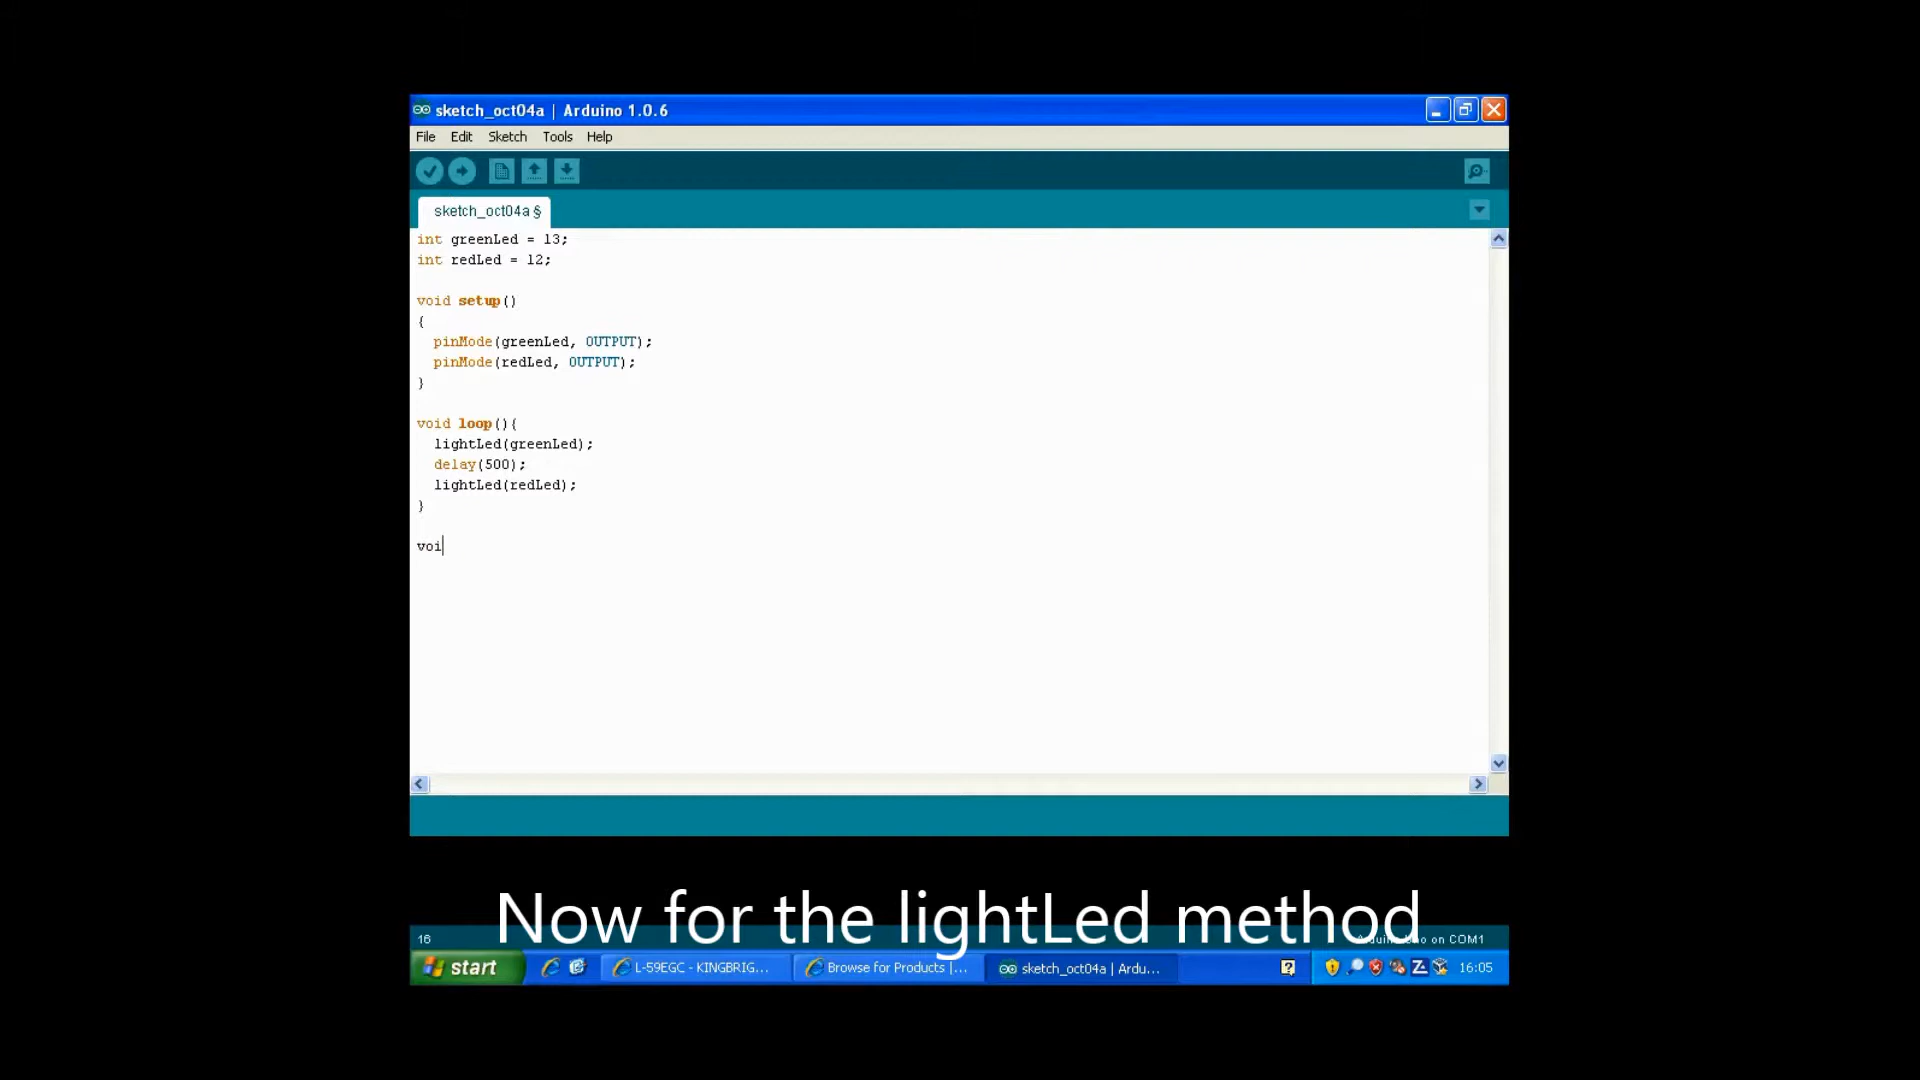 sketch_oct04a | Arduino 1.0.6
File Edit Sketch Tools Help
sketch_oct04a §
int greenLed = 13;
int redLed = 12;
void setup()
{
pinMode(greenLed, OUTPUT);
pinMode(redLed, OUTPUT);
}
void loop(){
lightLed(greenLed);
delay(500);
lightLed(redLed);
}
voi
Now for the lightLed method
16 on COM1
start L-59EGC - KINGBRIG... Browse for Products |... sketch_oct04a | Ardu... 16:05